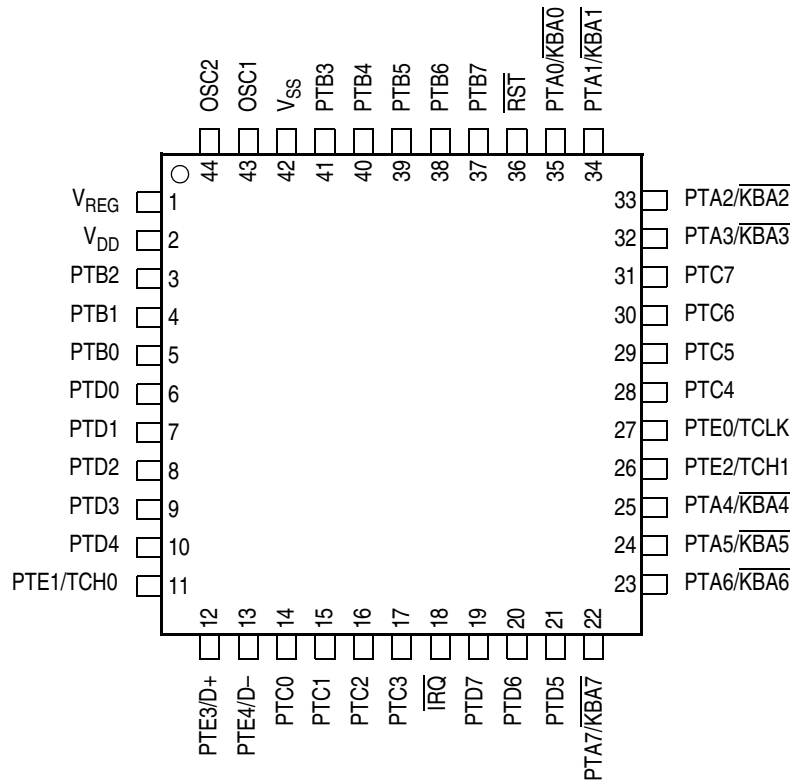 OSC2
OSC1
VSS
PTB3
PTB4
PTB5
PTB6
PTB7
RST
PTA0/KBA0
PTA1/KBA1
44
43
42
41
40
39
38
37
36
35
34
VREG 1
VDD 2
PTB2 3
PTB1 4
PTB0 5
PTD0 6
PTD1 7
PTD2 8
PTD3 9
PTD4 10
PTE1/TCH0 11
33 PTA2/KBA2
32 PTA3/KBA3
31 PTC7
30 PTC6
29 PTC5
28 PTC4
27 PTE0/TCLK
26 PTE2/TCH1
25 PTA4/KBA4
24 PTA5/KBA5
23 PTA6/KBA6
12
13
14
15
16
17
18
19
20
21
22
PTE3/D+
PTE4/D–
PTC0
PTC1
PTC2
PTC3
IRQ
PTD7
PTD6
PTD5
PTA7/KBA7